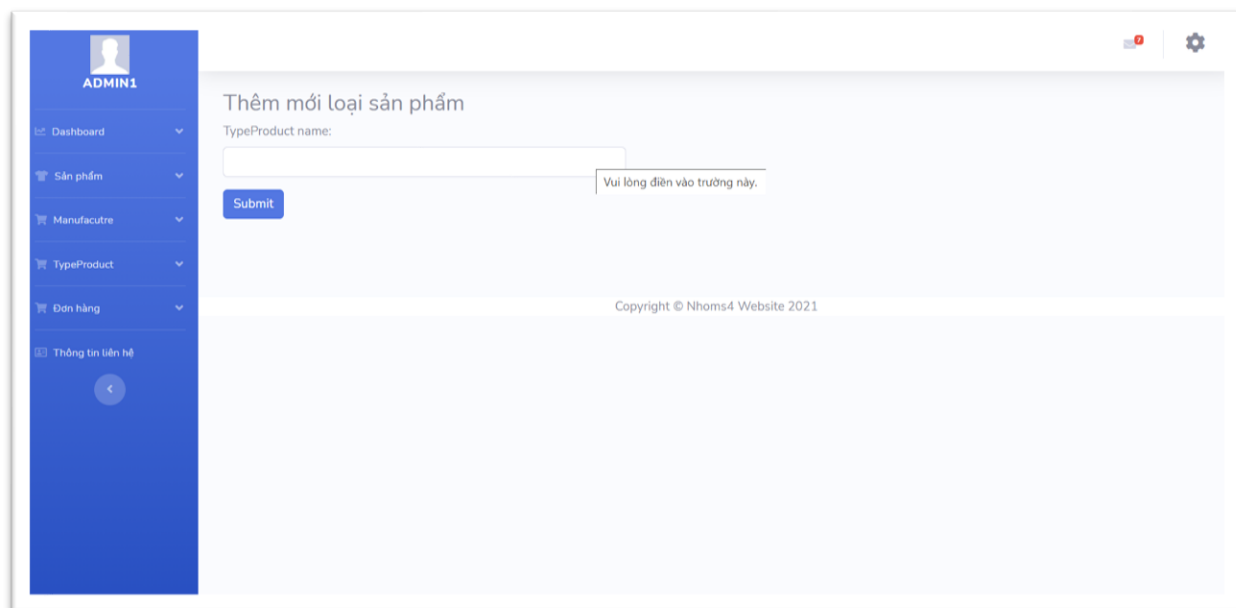 ADMIN1
Dashboard
Sản phẩm
Manufacutre
TypeProduct
Đơn hàng
Thông tin liên hệ
7
Thêm mới loại sản phẩm
TypeProduct name:
Vui lòng điền vào trường này.
Submit
Copyright © Nhoms4 Website 2021